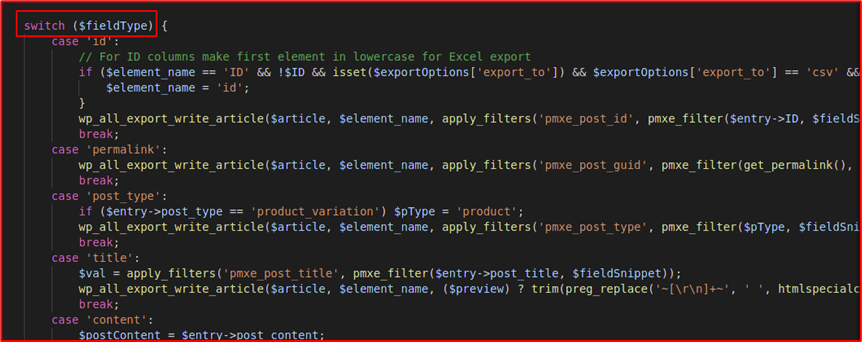 switch ($fieldType) {
case 'id':
// For ID columns make first element in lowercase for Excel export
if ($element_name == 'ID' && !$ID && isset($exportOptions['export_to']) && $exportOptions['export_to'] == 'csv' &&
$element_name = 'id';
}
wp_all_export_write_article($article, $element_name, apply_filters('pmxe_post_id', pmxe_filter($entry->ID, $fieldS
break;
case 'permalink':
wp_all_export_write_article($article, $element_name, apply_filters('pmxe_post_guid', pmxe_filter(get_permalink(),
break;
case 'post_type':
if ($entry->post_type == 'product_variation') $pType = 'product';
wp_all_export_write_article($article, $element_name, apply_filters('pmxe_post_type', pmxe_filter($pType, $fieldSni
break;
case 'title':
$val = apply_filters('pmxe_post_title', pmxe_filter($entry->post_title, $fieldSnippet));
wp_all_export_write_article($article, $element_name, ($preview) ? trim(preg_replace('~[\r\n]+~', ' ', htmlspecialc
break;
case 'content':
$postContent = $entry->post_content;